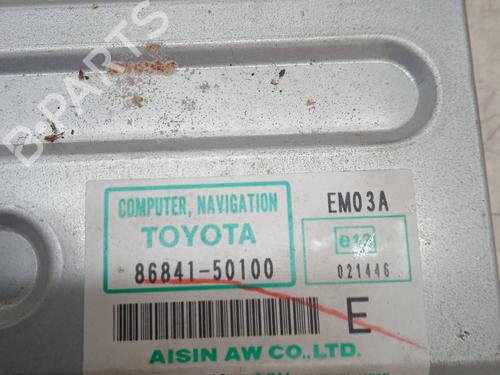 B-PARTS
COMPUTER, NAVIGATION
TOYOTA
86841-50100
EM03A
e13
021446
E
AISIN AW CO.,LTD.